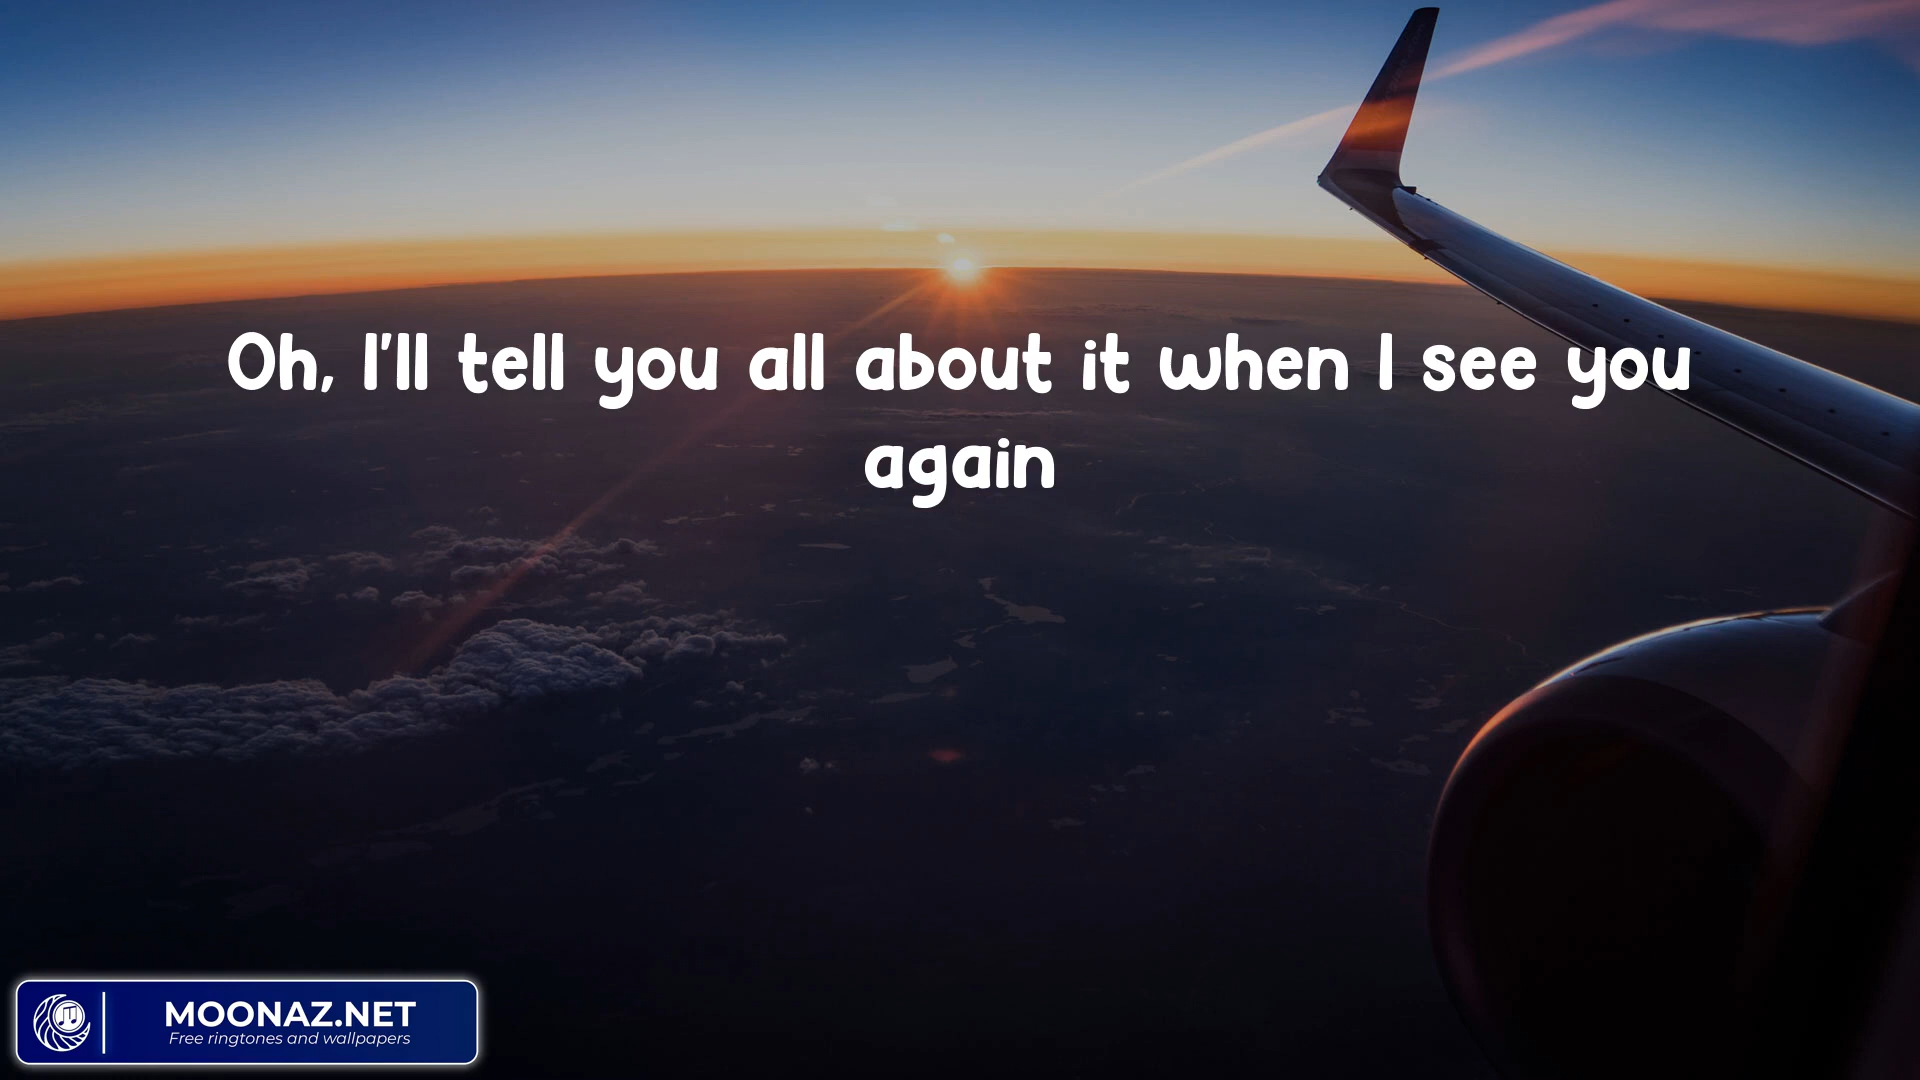 Oh, I'll tell you all about it when I see you
again
MOONAZ.NET
Free ringtones and wallpapers